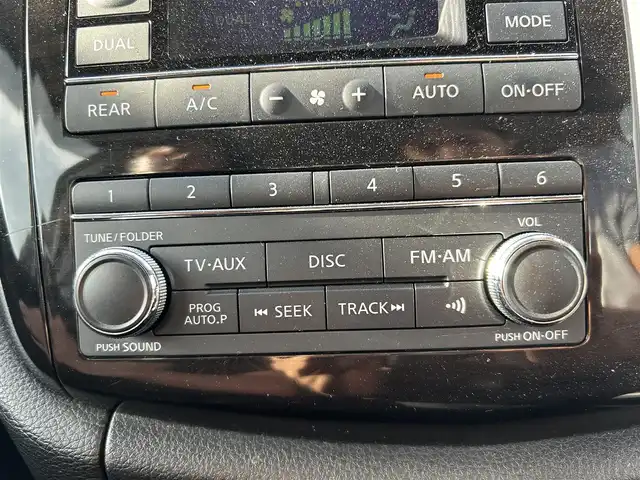 DUAL
MODE
DUAL
REAR A/C − + AUTO ON·OFF
1 2 3 4 5 6
TUNE/FOLDER VOL
TV·AUX DISC FM·AM
PROG
AUTO.P
SEEK TRACK
PUSH SOUND PUSH ON·OFF